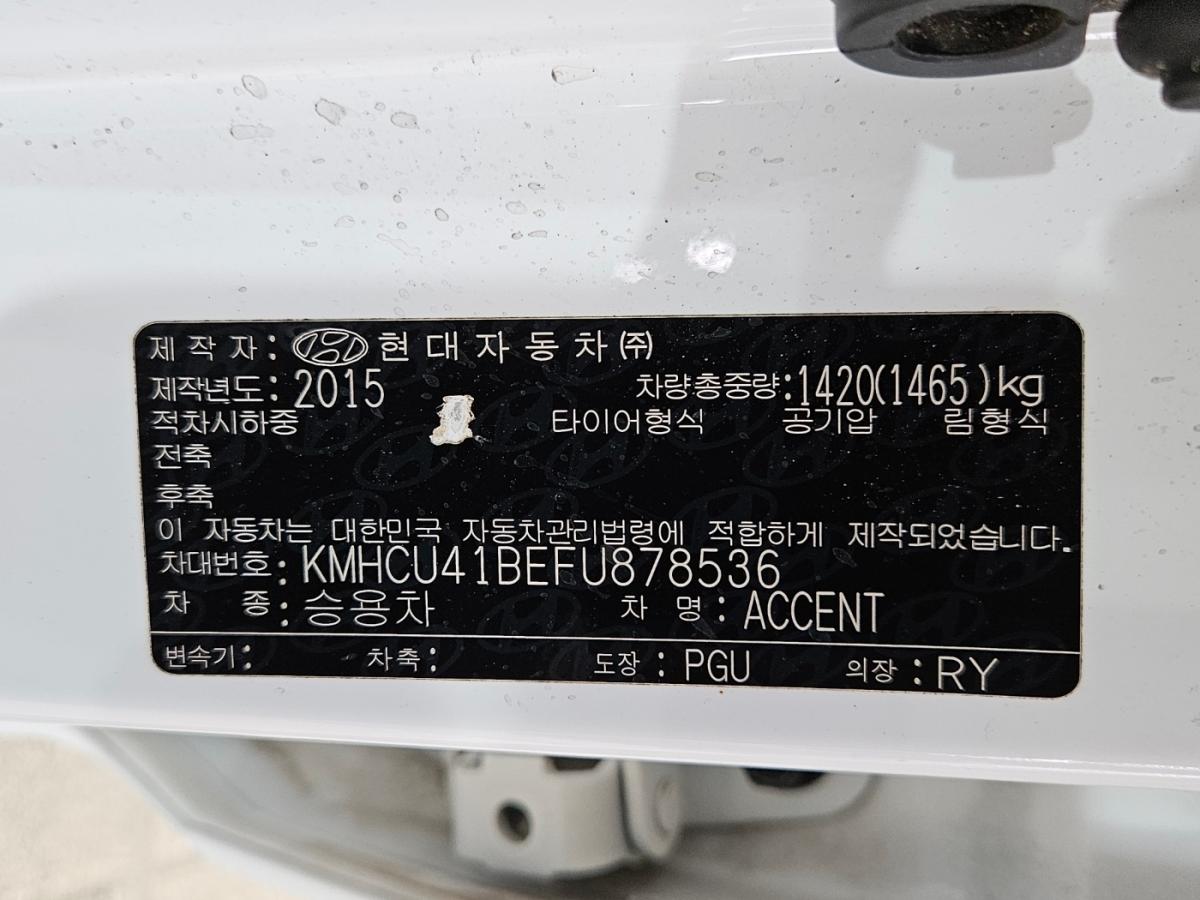 제 작 자 : 현 대 자 동 차 ㈜
제작년도: 2015 차량총중량:1420(1465)kg
적차시하중 타이어형식 공기압 림형식
전축
후축
이 자동차는 대한민국 자동차관리법령에 적합하게 제작되었습니다.
차대번호: KMHCU41BEFU878536
차 종: 승용차 차 명: ACCENT
변속기: 차축: 도장 : PGU 의장 : RY